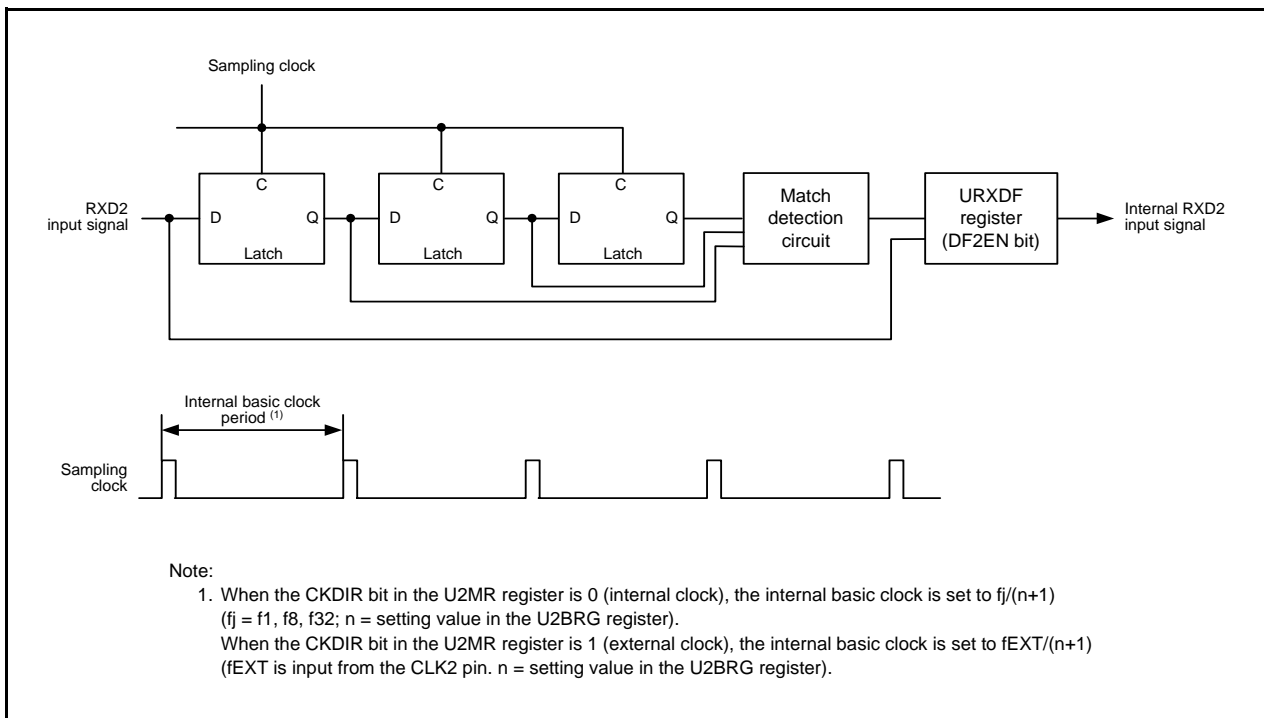 Sampling clock
C
C
C
RXD2
input signal
D
Q
D
Q
D
Q
Latch
Latch
Latch
Match
detection
circuit
URXDF
register
(DF2EN bit)
Internal RXD2
input signal
Internal basic clock
period (1)
Sampling
clock
Note:
1. When the CKDIR bit in the U2MR register is 0 (internal clock), the internal basic clock is set to fj/(n+1)
(fj = f1, f8, f32; n = setting value in the U2BRG register).
When the CKDIR bit in the U2MR register is 1 (external clock), the internal basic clock is set to fEXT/(n+1)
(fEXT is input from the CLK2 pin. n = setting value in the U2BRG register).